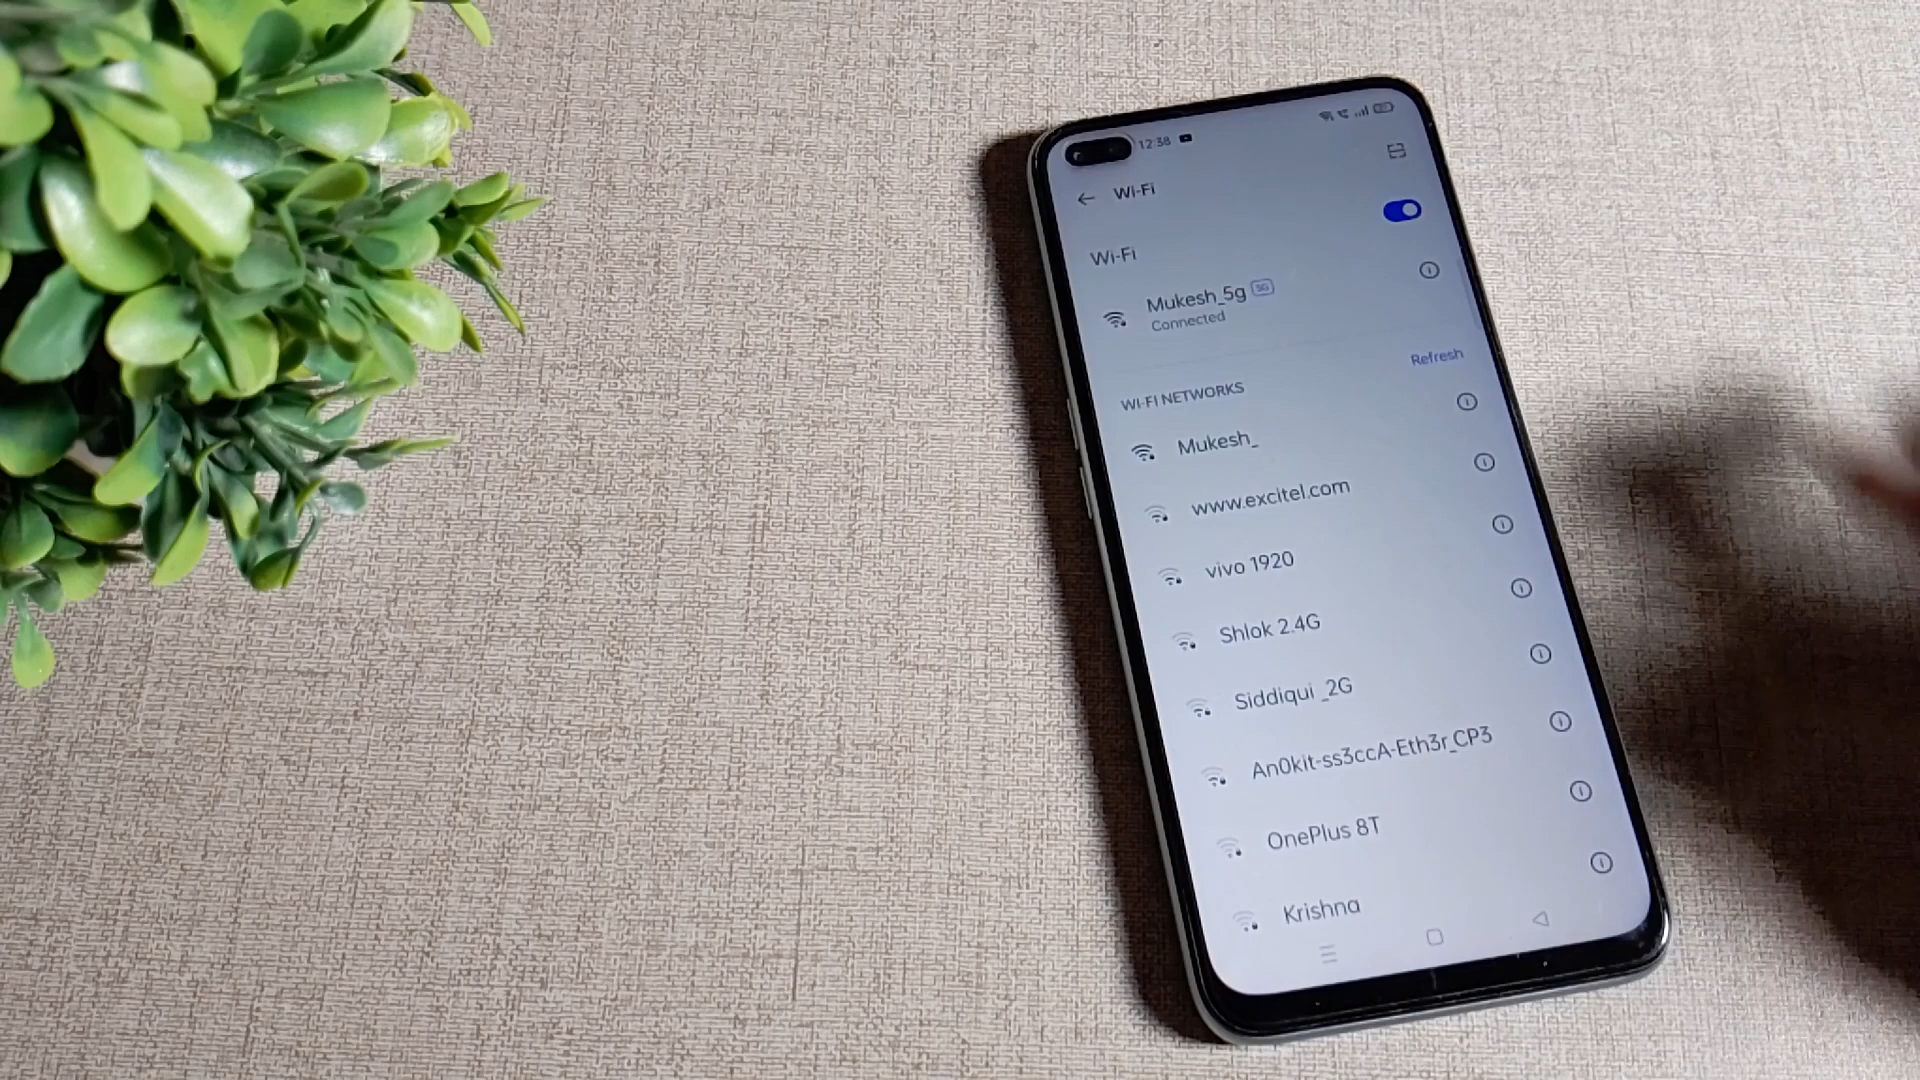 12:38
Wi-Fi
Wi-Fi
Mukesh_5g 5G
Connected
Refresh
WI-FI NETWORKS
Mukesh_
www.excitel.com
vivo 1920
Shlok 2.4G
Siddiqui _2G
An0kit-ss3ccA-Eth3r_CP3
OnePlus 8T
Krishna